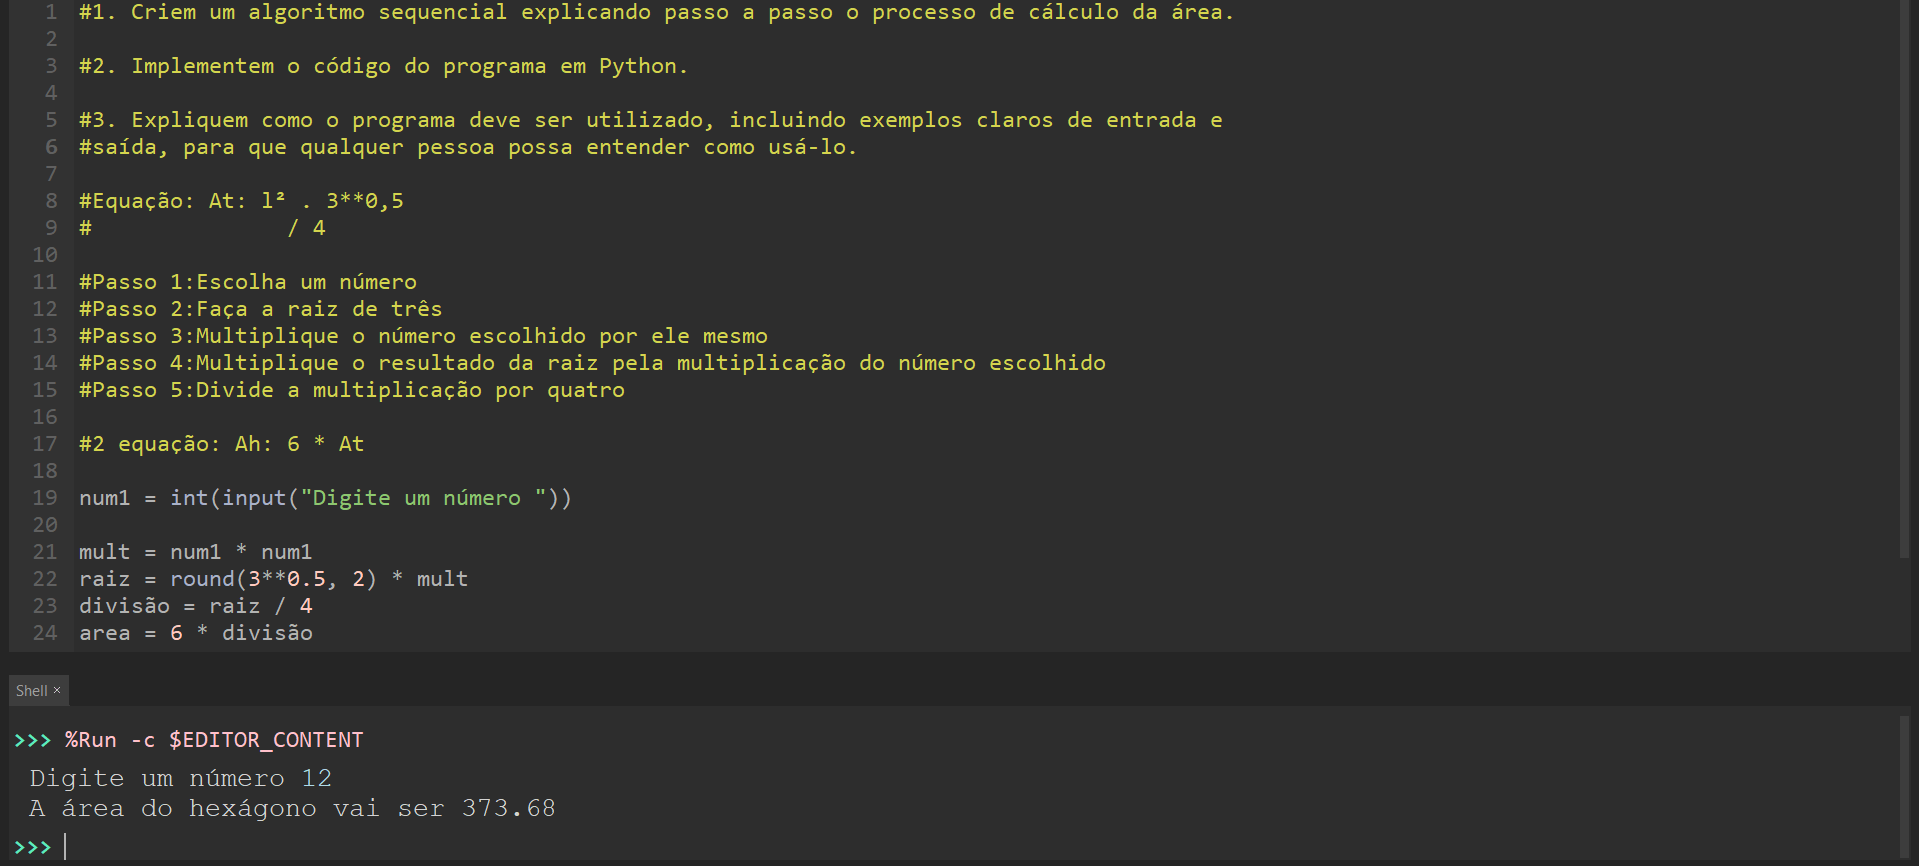 1 #1. Criem um algoritmo sequencial explicando passo a passo o processo de cálculo da área.
2
3 #2. Implementem o código do programa em Python.
4
5 #3. Expliquem como o programa deve ser utilizado, incluindo exemplos claros de entrada e
6 #saída, para que qualquer pessoa possa entender como usá-lo.
7
8 #Equação: At: l² . 3**0,5
9 #               / 4
10
11 #Passo 1:Escolha um número
12 #Passo 2:Faça a raiz de três
13 #Passo 3:Multiplique o número escolhido por ele mesmo
14 #Passo 4:Multiplique o resultado da raiz pela multiplicação do número escolhido
15 #Passo 5:Divide a multiplicação por quatro
16
17 #2 equação: Ah: 6 * At
18
19 num1 = int(input("Digite um número "))
20
21 mult = num1 * num1
22 raiz = round(3**0.5, 2) * mult
23 divisão = raiz / 4
24 area = 6 * divisão
Shell ×
>>> %Run -c $EDITOR_CONTENT
Digite um número 12
A área do hexágono vai ser 373.68
>>>